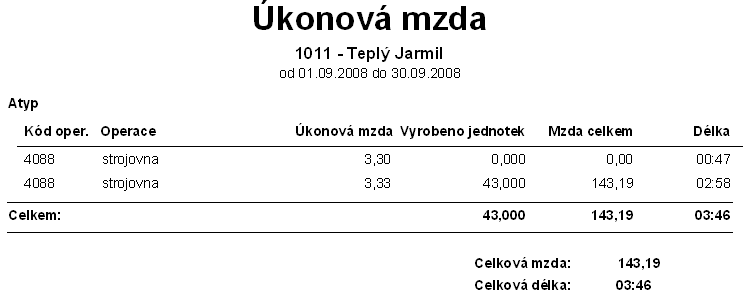 Úkonová mzda
1011 - Teplý Jarmil
od 01.09.2008 do 30.09.2008
Atyp
Kód oper. Operace Úkonová mzda Vyrobeno jednotek Mzda celkem Délka
4088 strojovna 3,30 0,000 0,00 00:47
4088 strojovna 3,33 43,000 143,19 02:58
Celkem: 43,000 143,19 03:46
Celková mzda: 143,19
Celková délka: 03:46